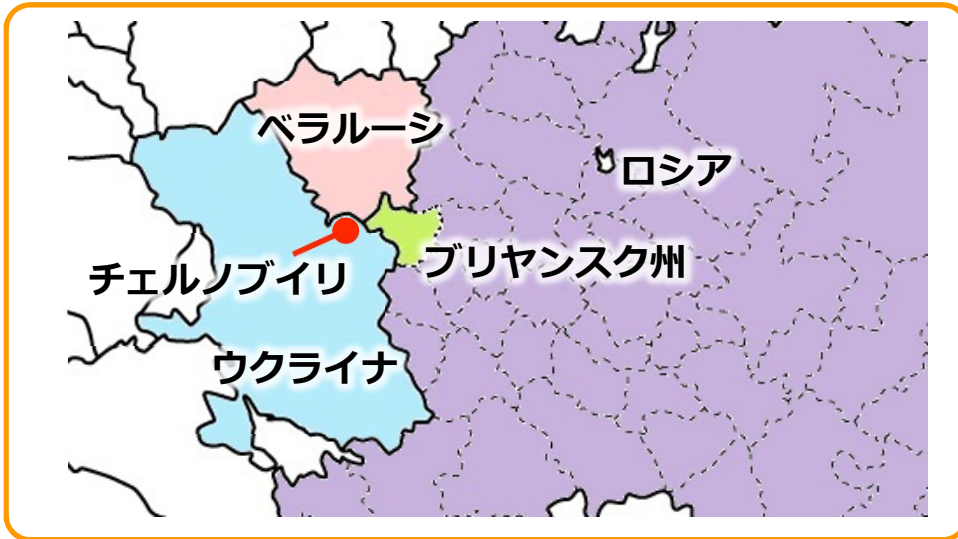 ベラルーシ
ロシア
チェルノブイリ
ブリヤンスク州
ウクライナ